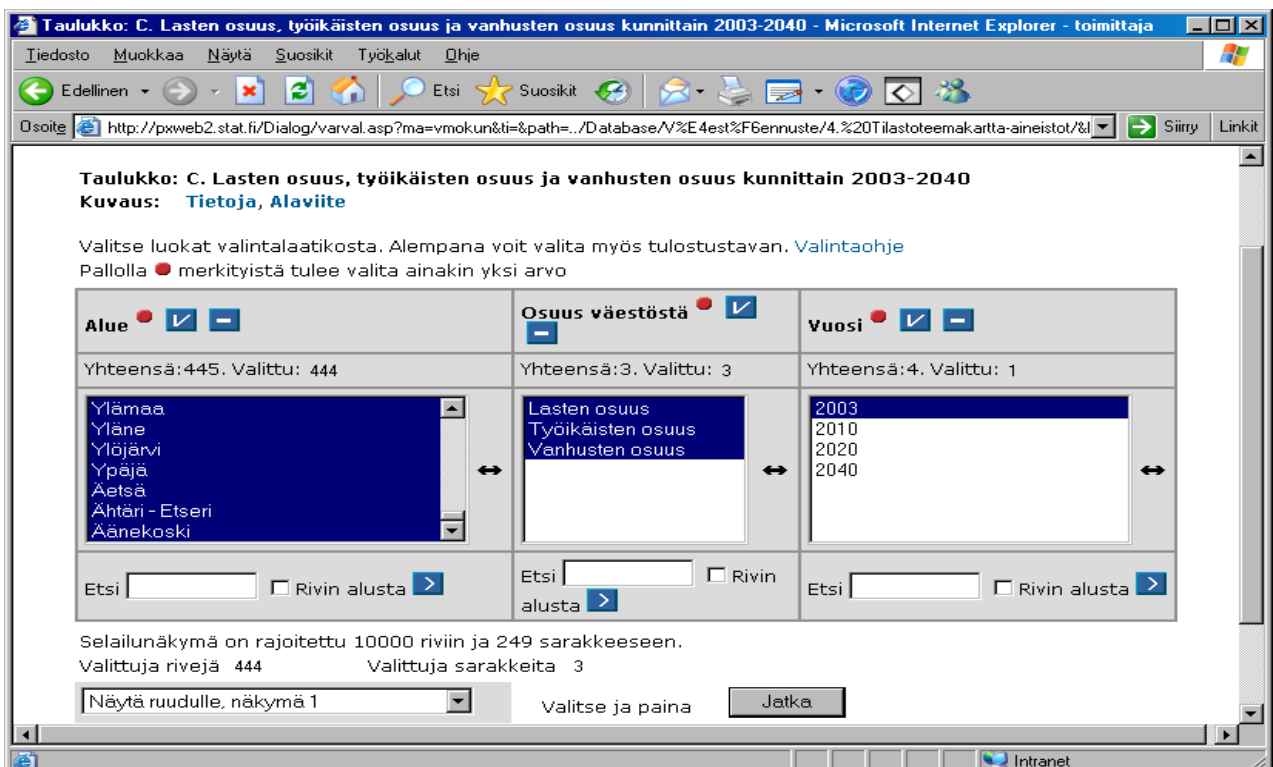 Taulukko: C. Lasten osuus, työikäisten osuus ja vanhusten osuus kunnittain 2003-2040 - Microsoft Internet Explorer - toimittaja
Tiedosto Muokkaa Näytä Suosikit Työkalut Ohje
Edellinen Etsi Suosikit
Osoite http://pxweb2.stat.fi/Dialog/varval.asp?ma=vmokun&ti=&path=../Database/V%E4est%F6ennuste/4.%20Tilastoteemakartta-aineistot/&l Siirry Linkit
Taulukko: C. Lasten osuus, työikäisten osuus ja vanhusten osuus kunnittain 2003-2040
Kuvaus: Tietoja, Alaviite
Valitse luokat valintalaatikosta. Alempana voit valita myös tulostustavan. Valintaohje
Pallolla merkityistä tulee valita ainakin yksi arvo
Alue
Osuus väestöstä
Vuosi
Yhteensä:445. Valittu: 444
Yhteensä:3. Valittu: 3
Yhteensä:4. Valittu: 1
Ylämaa
Yläne
Ylöjärvi
Ypäjä
Äetsä
Ähtäri - Etseri
Äänekoski
Lasten osuus
Työikäisten osuus
Vanhusten osuus
2003
2010
2020
2040
Etsi Rivin alusta >
Etsi Rivin
alusta >
Etsi Rivin alusta >
Selailunäkymä on rajoitettu 10000 riviin ja 249 sarakkeeseen.
Valittuja rivejä 444 Valittuja sarakkeita 3
Näytä ruudulle, näkymä 1 Valitse ja paina Jatka
Intranet